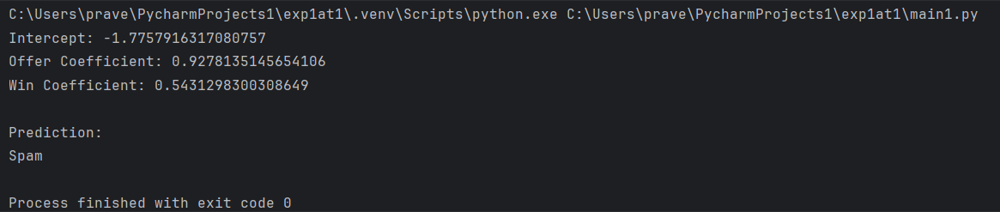 C:\Users\prave\PycharmProjects1\exp1at1\.venv\Scripts\python.exe C:\Users\prave\PycharmProjects1\exp1at1\main1.py
Intercept: -1.7757916317080757
Offer Coefficient: 0.9278135145654106
Win Coefficient: 0.5431298300308649
Prediction:
Spam
Process finished with exit code 0